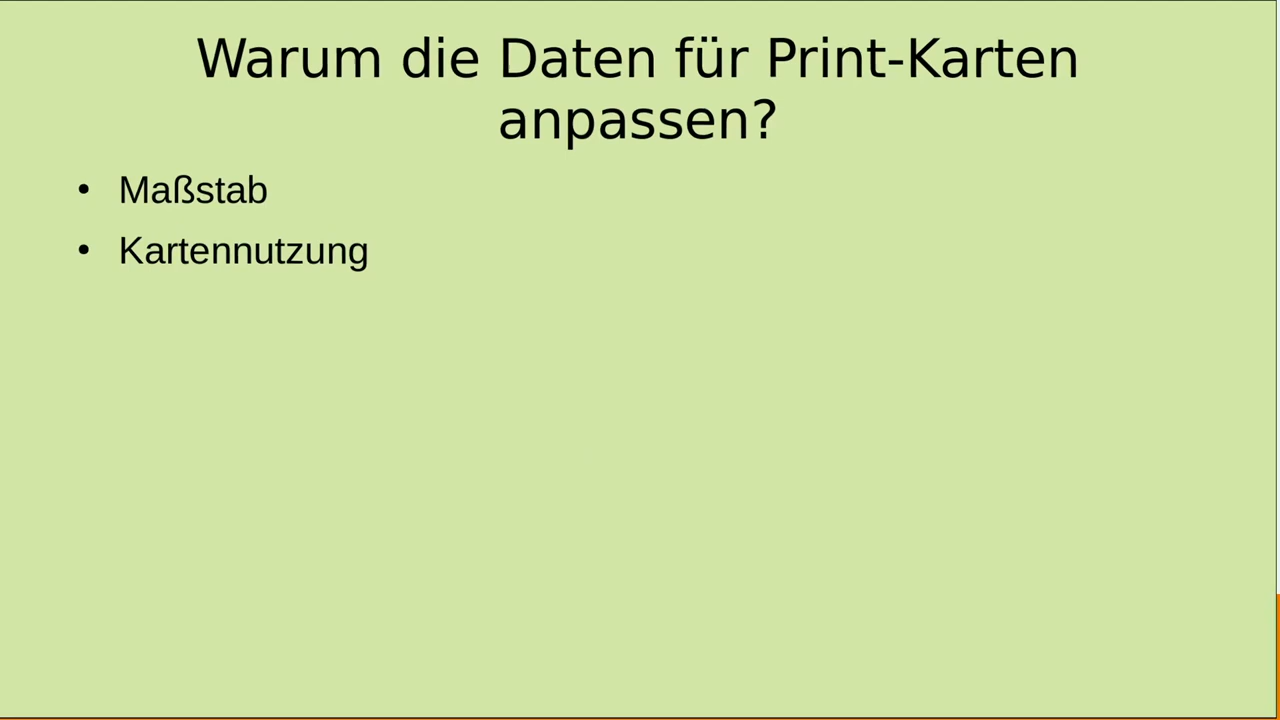 Warum die Daten für Print-Karten
anpassen?
• Maßstab
• Kartennutzung